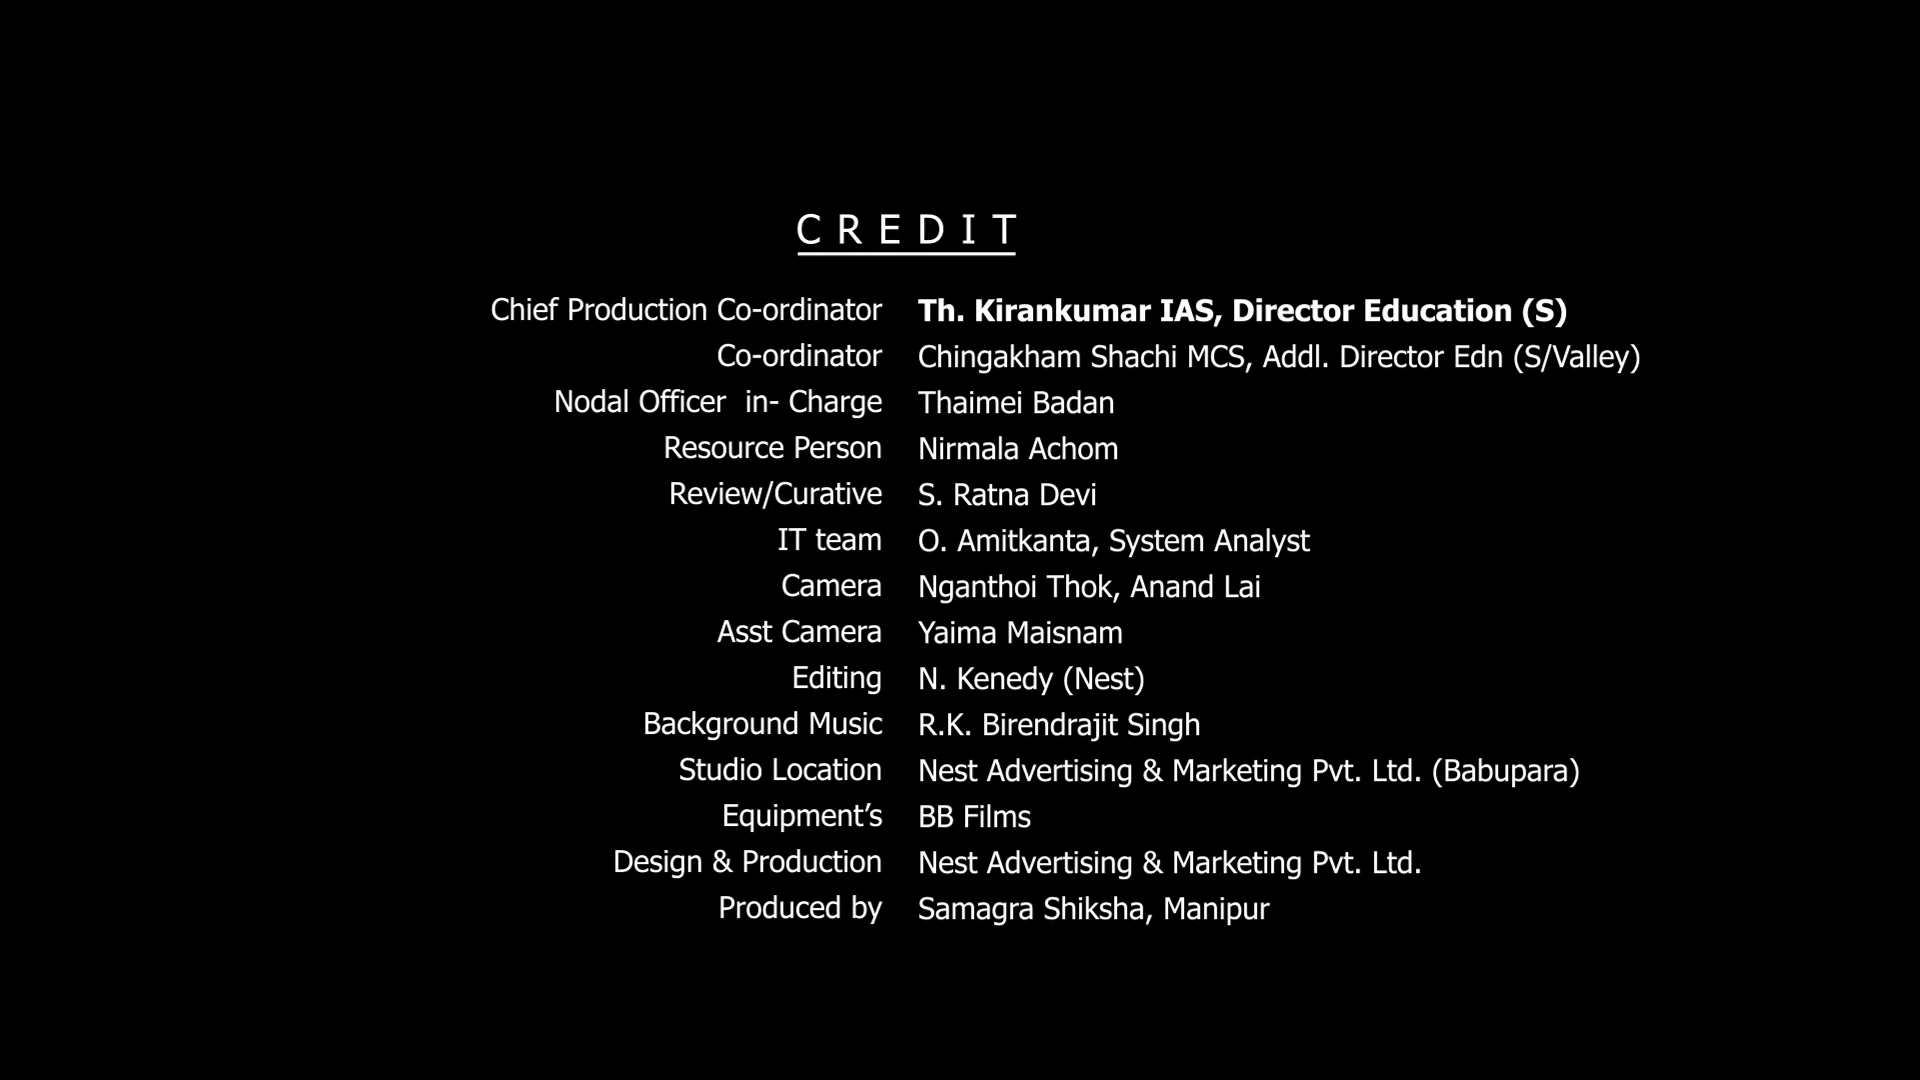 CREDIT
Chief Production Co-ordinator Th. Kirankumar IAS, Director Education (S)
Co-ordinator Chingakham Shachi MCS, Addl. Director Edn (S/Valley)
Nodal Officer in- Charge Thaimei Badan
Resource Person Nirmala Achom
Review/Curative S. Ratna Devi
IT team O. Amitkanta, System Analyst
Camera Nganthoi Thok, Anand Lai
Asst Camera Yaima Maisnam
Editing N. Kenedy (Nest)
Background Music R.K. Birendrajit Singh
Studio Location Nest Advertising & Marketing Pvt. Ltd. (Babupara)
Equipment’s BB Films
Design & Production Nest Advertising & Marketing Pvt. Ltd.
Produced by Samagra Shiksha, Manipur